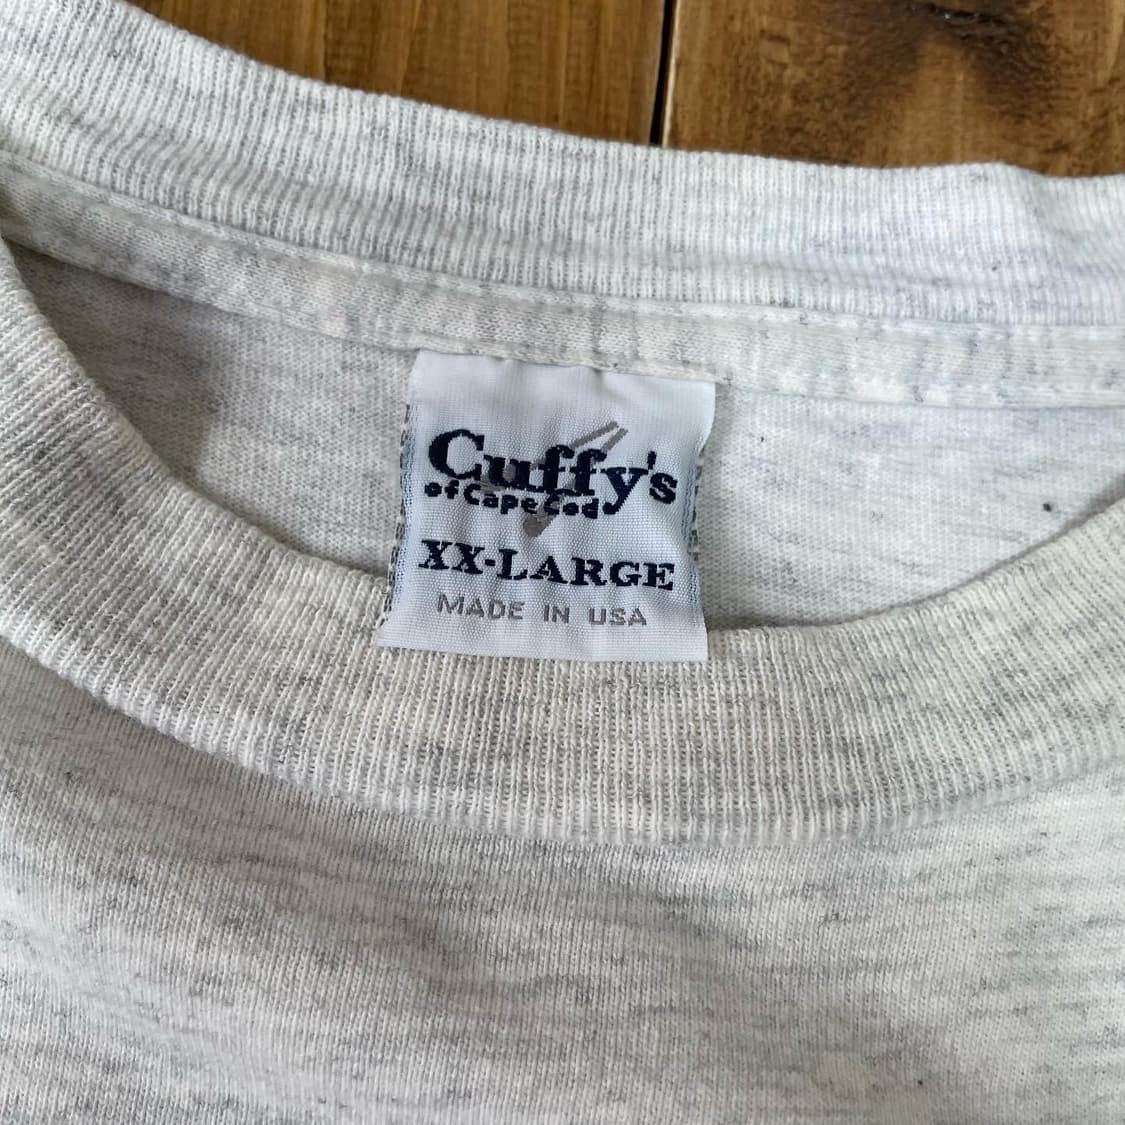 Cuffy's
of Cape Cod
XX-LARGE
MADE IN USA